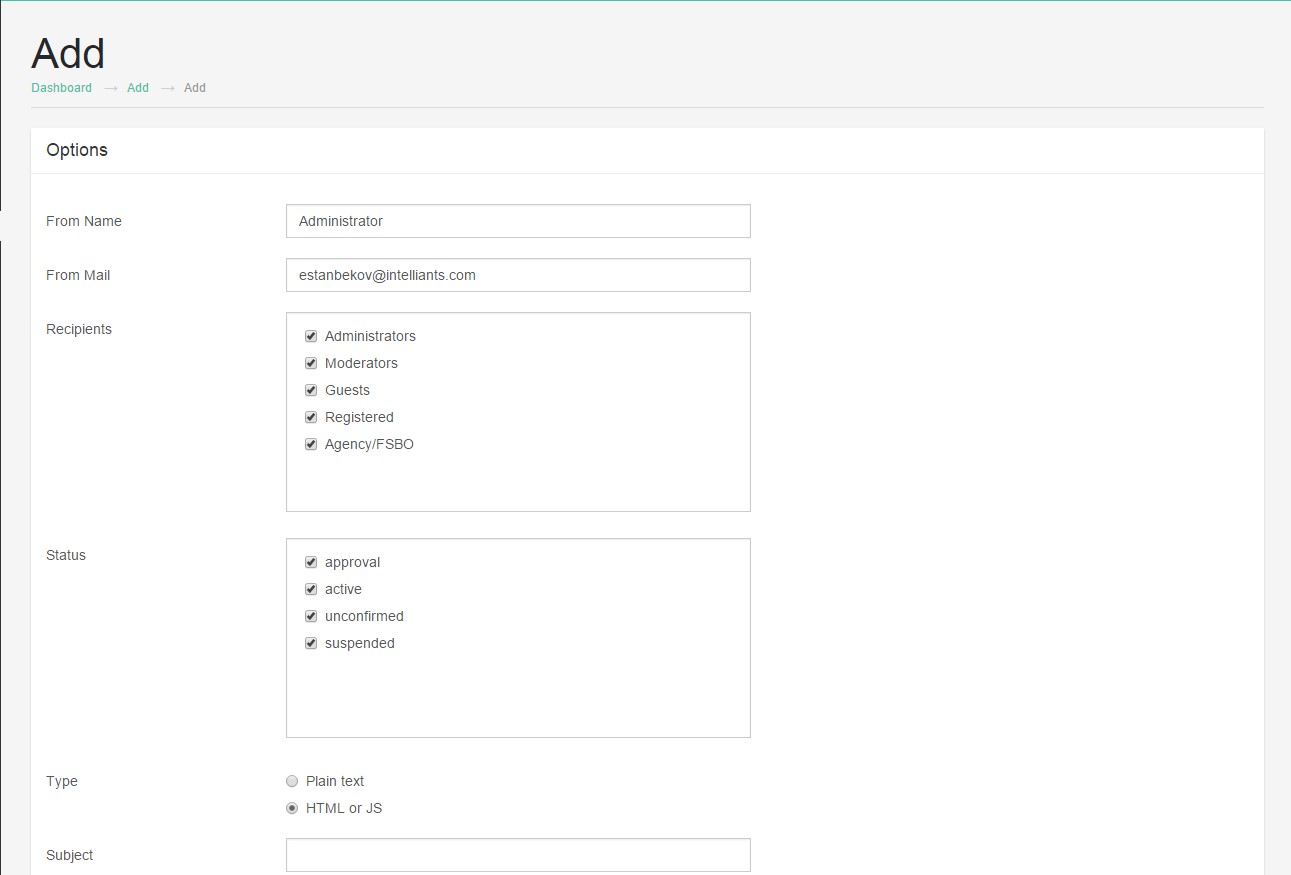 Add
Dashboard → Add → Add
Options
From Name Administrator
From Mail estanbekov@intelliants.com
Recipients
Administrators
Moderators
Guests
Registered
Agency/FSBO
Status
approval
active
unconfirmed
suspended
Type
Plain text
HTML or JS
Subject